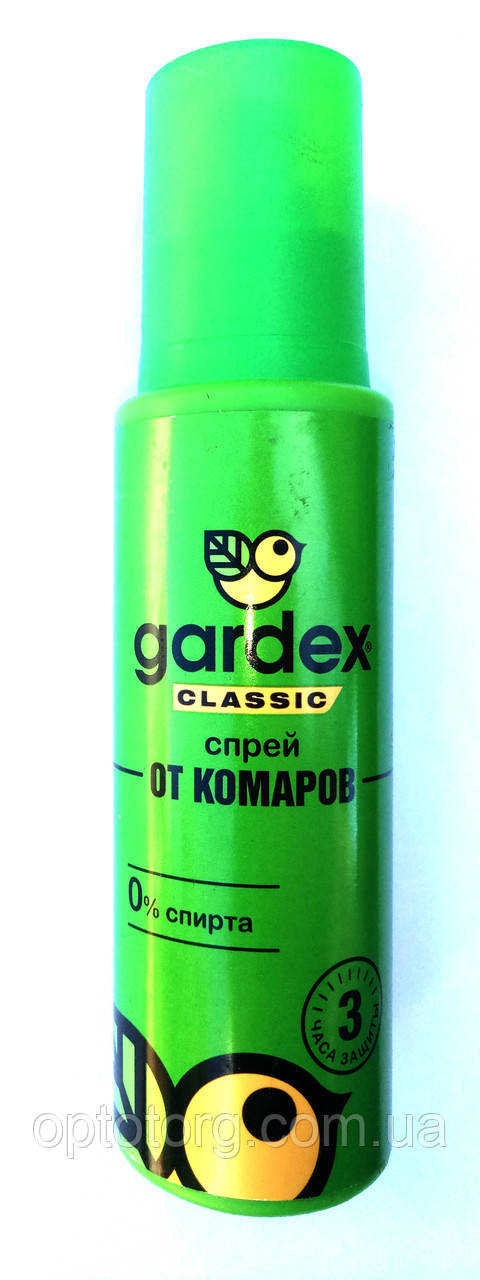 gardex®
CLASSIC
спрей
ОТ КОМАРОВ
0% спирта
3
ЧАСА ЗАЩИТЫ
optotorg.com.ua